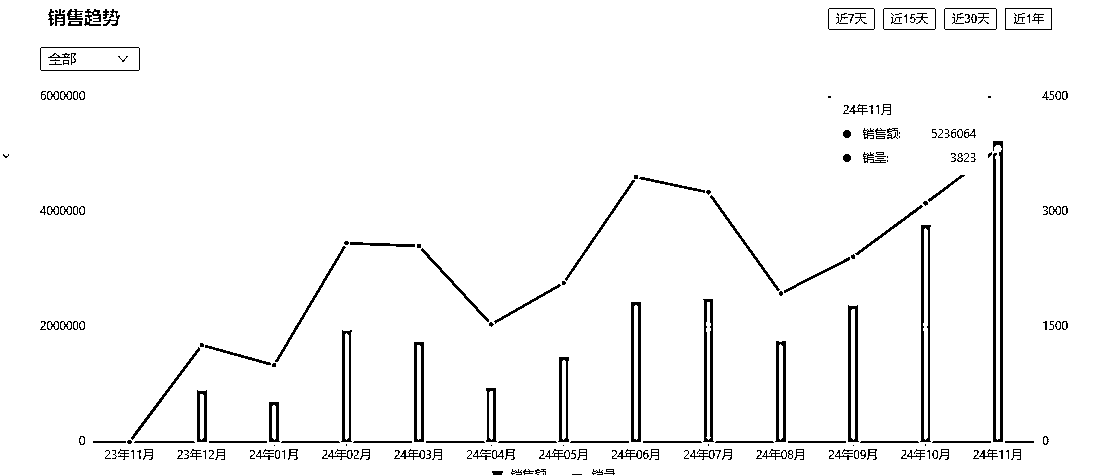 销售趋势
近7天 近15天 近30天 近1年
全部
6000000 4500
24年11月
销售额: 5236064
销量: 3823
4000000 3000
2000000 1500
0 0
23年11月 23年12月 24年01月 24年02月 24年03月 24年04月 24年05月 24年06月 24年07月 24年08月 24年09月 24年10月 24年11月
销售额 销量